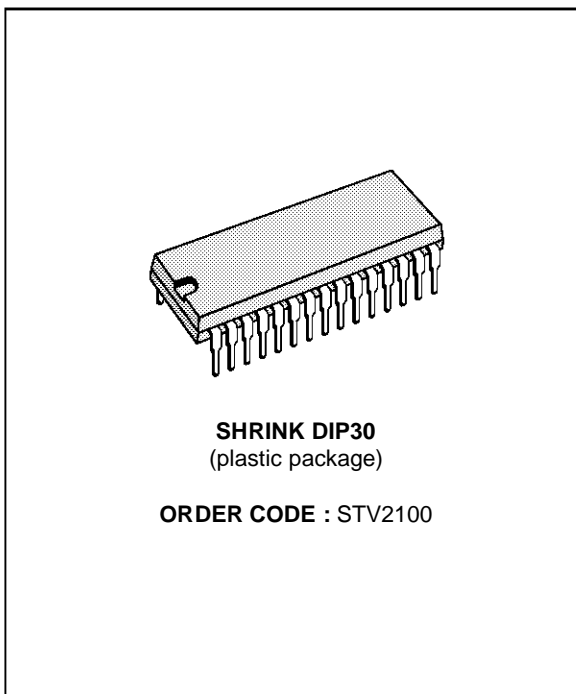 SHRINK DIP30
(plastic package)
ORDER CODE : STV2100